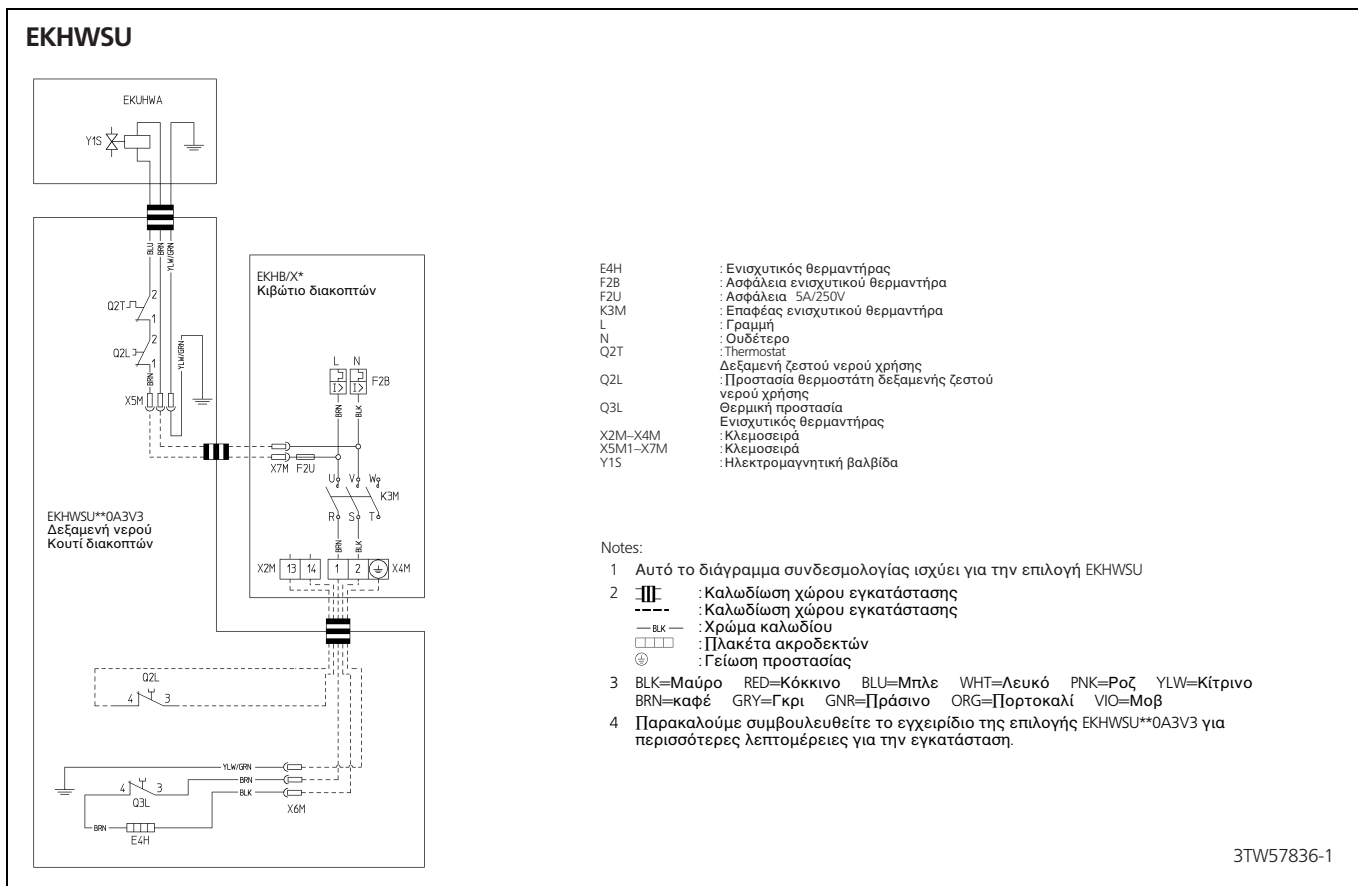 EKHWSU
EKUHWA
Y1S
BLU
BRN
YLW/GRN
Q2T
2
1
Q2L
2
1
BRN
YLW/GRN
X5M
EKHB/X*
Κιβώτιο διακοπτών
L N
F2B
I> I>
BRN
BLK
X7M F2U
U V W
K3M
R S T
BRN
BLK
X2M 13 14 1 2 X4M
EKHWSU**0A3V3
Δεξαμενή νερού
Κουτί διακοπτών
Q2L
4 3
YLW/GRN
4 3
BRN
Q3L
BLK
X6M
BRN
E4H
E4H : Ενισχυτικός θερμαντήρας
F2B : Ασφάλεια ενισχυτικού θερμαντήρα
F2U : Ασφάλεια 5A/250V
K3M : Επαφέας ενισχυτικού θερμαντήρα
L : Γραμμή
N : Ουδέτερο
Q2T : Thermostat
Δεξαμενή ζεστού νερού χρήσης
Q2L : Προστασία θερμοστάτη δεξαμενής ζεστού
νερού χρήσης
Q3L Θερμική προστασία
Ενισχυτικός θερμαντήρας
X2M–X4M : Κλεμοσειρά
X5M1–X7M : Κλεμοσειρά
Y1S : Ηλεκτρομαγνητική βαλβίδα
Notes:
1 Αυτό το διάγραμμα συνδεσμολογίας ισχύει για την επιλογή EKHWSU
2 : Καλωδίωση χώρου εγκατάστασης
: Καλωδίωση χώρου εγκατάστασης
BLK : Χρώμα καλωδίου
: Πλακέτα ακροδεκτών
: Γείωση προστασίας
3 BLK=Μαύρο RED=Κόκκινο BLU=Μπλε WHT=Λευκό PNK=Ροζ YLW=Κίτρινο
BRN=καφέ GRY=Γκρι GNR=Πράσινο ORG=Πορτοκαλί VIO=Μοβ
4 Παρακαλούμε συμβουλευθείτε το εγχειρίδιο της επιλογής EKHWSU**0A3V3 για
περισσότερες λεπτομέρειες για την εγκατάσταση.
3TW57836-1